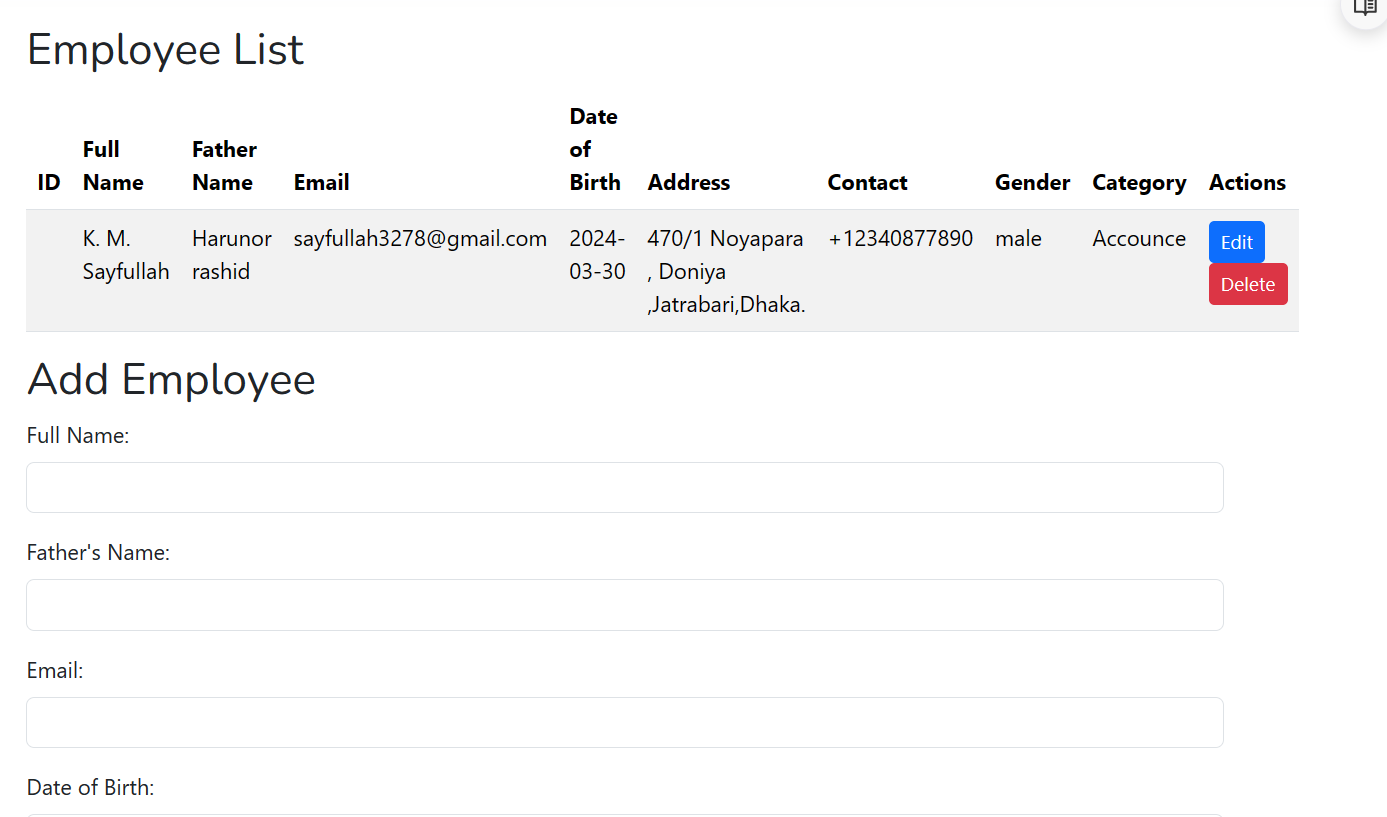 Employee List
ID Full Name Father Name Email Date of Birth Address Contact Gender Category Actions
K. M. Sayfullah Harunor rashid sayfullah3278@gmail.com 2024-03-30 470/1 Noyapara , Doniya ,Jatrabari,Dhaka. +12340877890 male Accounce Edit
Delete
Add Employee
Full Name:
Father's Name:
Email:
Date of Birth: